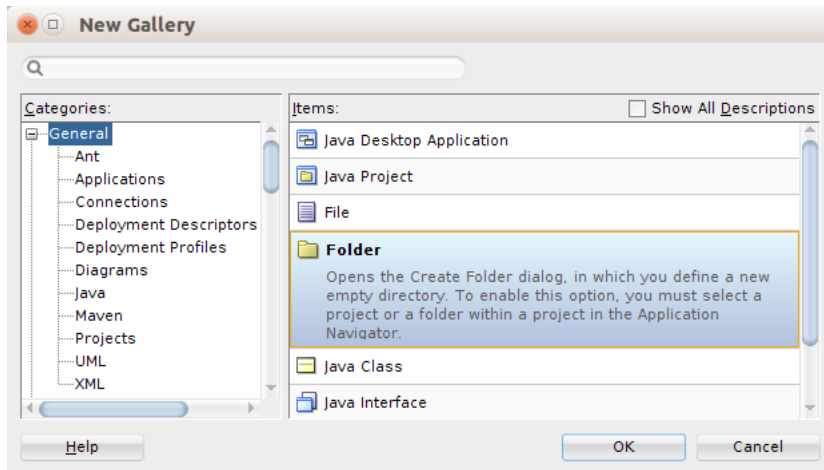 New Gallery
Categories:
General
Ant
Applications
Connections
Deployment Descriptors
Deployment Profiles
Diagrams
Java
Maven
Projects
UML
XML
Items:
Show All Descriptions
Java Desktop Application
Java Project
File
Folder
Opens the Create Folder dialog, in which you define a new
empty directory. To enable this option, you must select a
project or a folder within a project in the Application
Navigator.
Java Class
Java Interface
Help
OK
Cancel